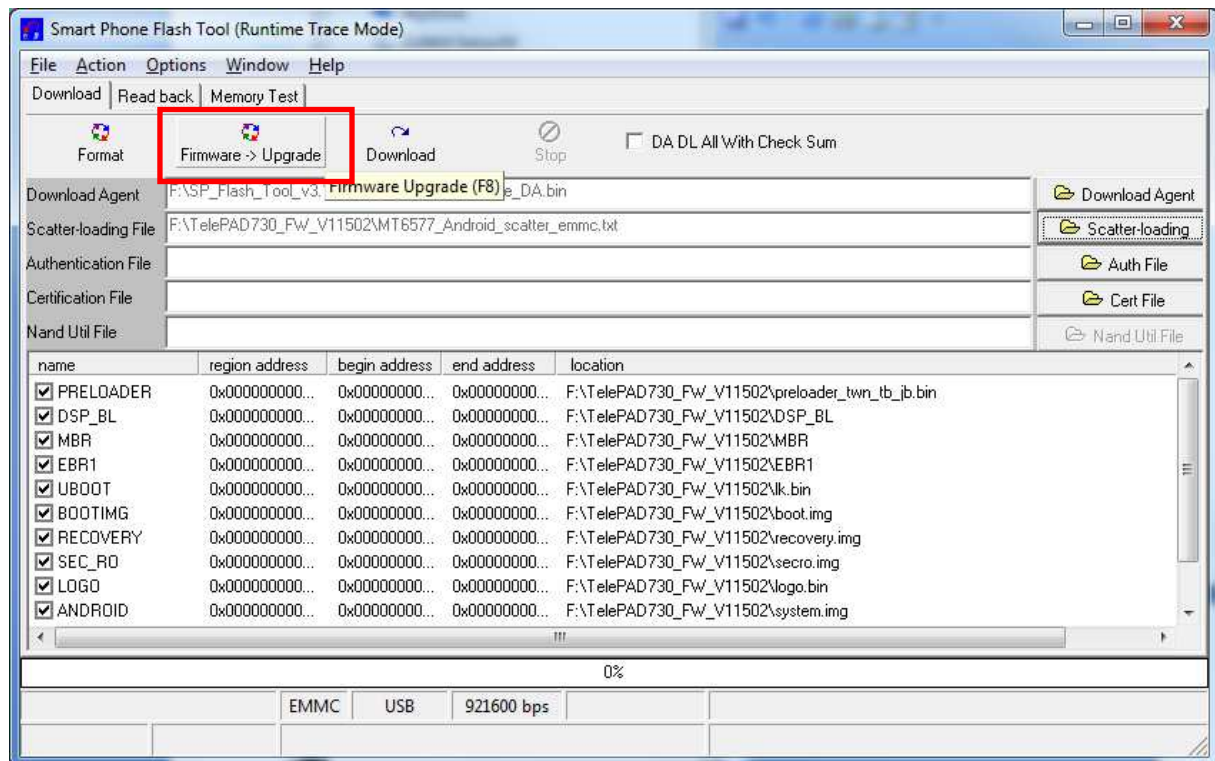 Smart Phone Flash Tool (Runtime Trace Mode)
File Action Options Window Help
Download Read back Memory Test
Format Firmware -> Upgrade Download Stop DA DL All With Check Sum
Firmware Upgrade (F8)
Download Agent F:\SP_Flash_Tool_v3. e_DA.bin Download Agent
Scatter-loading File F:\TelePAD730_FW_V11502\MT6577_Android_scatter_emmc.txt Scatter-loading
Authentication File Auth File
Certification File Cert File
Nand Util File Nand Util File
name region address begin address end address location
PRELOADER 0x000000000... 0x00000000... 0x00000000... F:\TelePAD730_FW_V11502\preloader_twn_tb_jb.bin
DSP_BL 0x000000000... 0x00000000... 0x00000000... F:\TelePAD730_FW_V11502\DSP_BL
MBR 0x000000000... 0x00000000... 0x00000000... F:\TelePAD730_FW_V11502\MBR
EBR1 0x000000000... 0x00000000... 0x00000000... F:\TelePAD730_FW_V11502\EBR1
UBOOT 0x000000000... 0x00000000... 0x00000000... F:\TelePAD730_FW_V11502\lk.bin
BOOTIMG 0x000000000... 0x00000000... 0x00000000... F:\TelePAD730_FW_V11502\boot.img
RECOVERY 0x000000000... 0x00000000... 0x00000000... F:\TelePAD730_FW_V11502\recovery.img
SEC_RO 0x000000000... 0x00000000... 0x00000000... F:\TelePAD730_FW_V11502\secro.img
LOGO 0x000000000... 0x00000000... 0x00000000... F:\TelePAD730_FW_V11502\logo.bin
ANDROID 0x000000000... 0x00000000... 0x00000000... F:\TelePAD730_FW_V11502\system.img
0%
EMMC USB 921600 bps